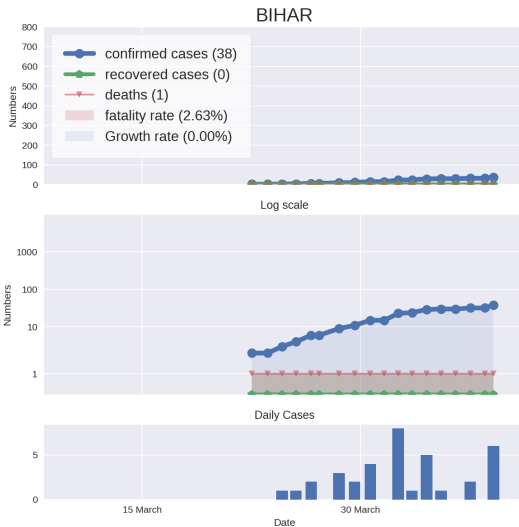 BIHAR
800
700
600
500
400
300
200
100
0
Numbers
confirmed cases (38)
recovered cases (0)
deaths (1)
fatality rate (2.63%)
Growth rate (0.00%)
Log scale
1000
100
10
1
Numbers
Daily Cases
5
0
15 March
30 March
Date